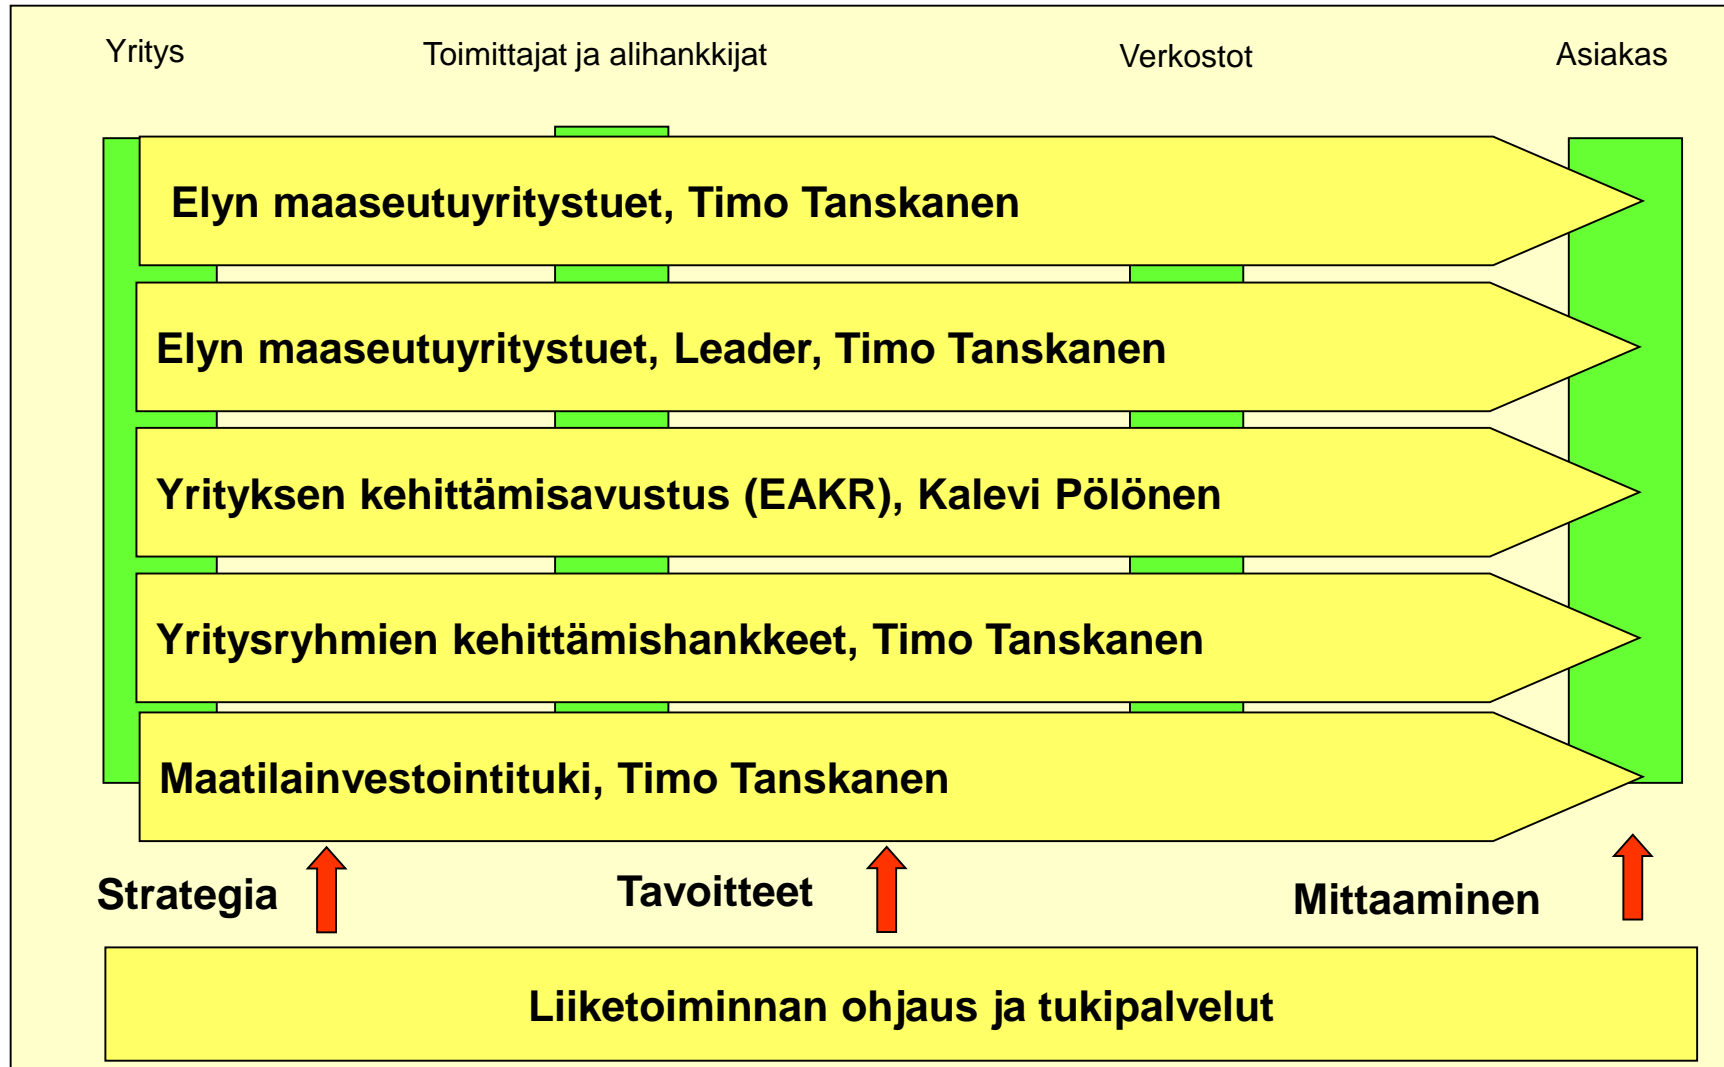 Yritys
Toimittajat ja alihankkijat
Verkostot
Asiakas
Elyn maaseutuyritystuet, Timo Tanskanen
Elyn maaseutuyritystuet, Leader, Timo Tanskanen
Yrityksen kehittämisavustus (EAKR), Kalevi Pölönen
Yritysryhmien kehittämishankkeet, Timo Tanskanen
Maatilainvestointituki, Timo Tanskanen
Strategia
Tavoitteet
Mittaaminen
Liiketoiminnan ohjaus ja tukipalvelut